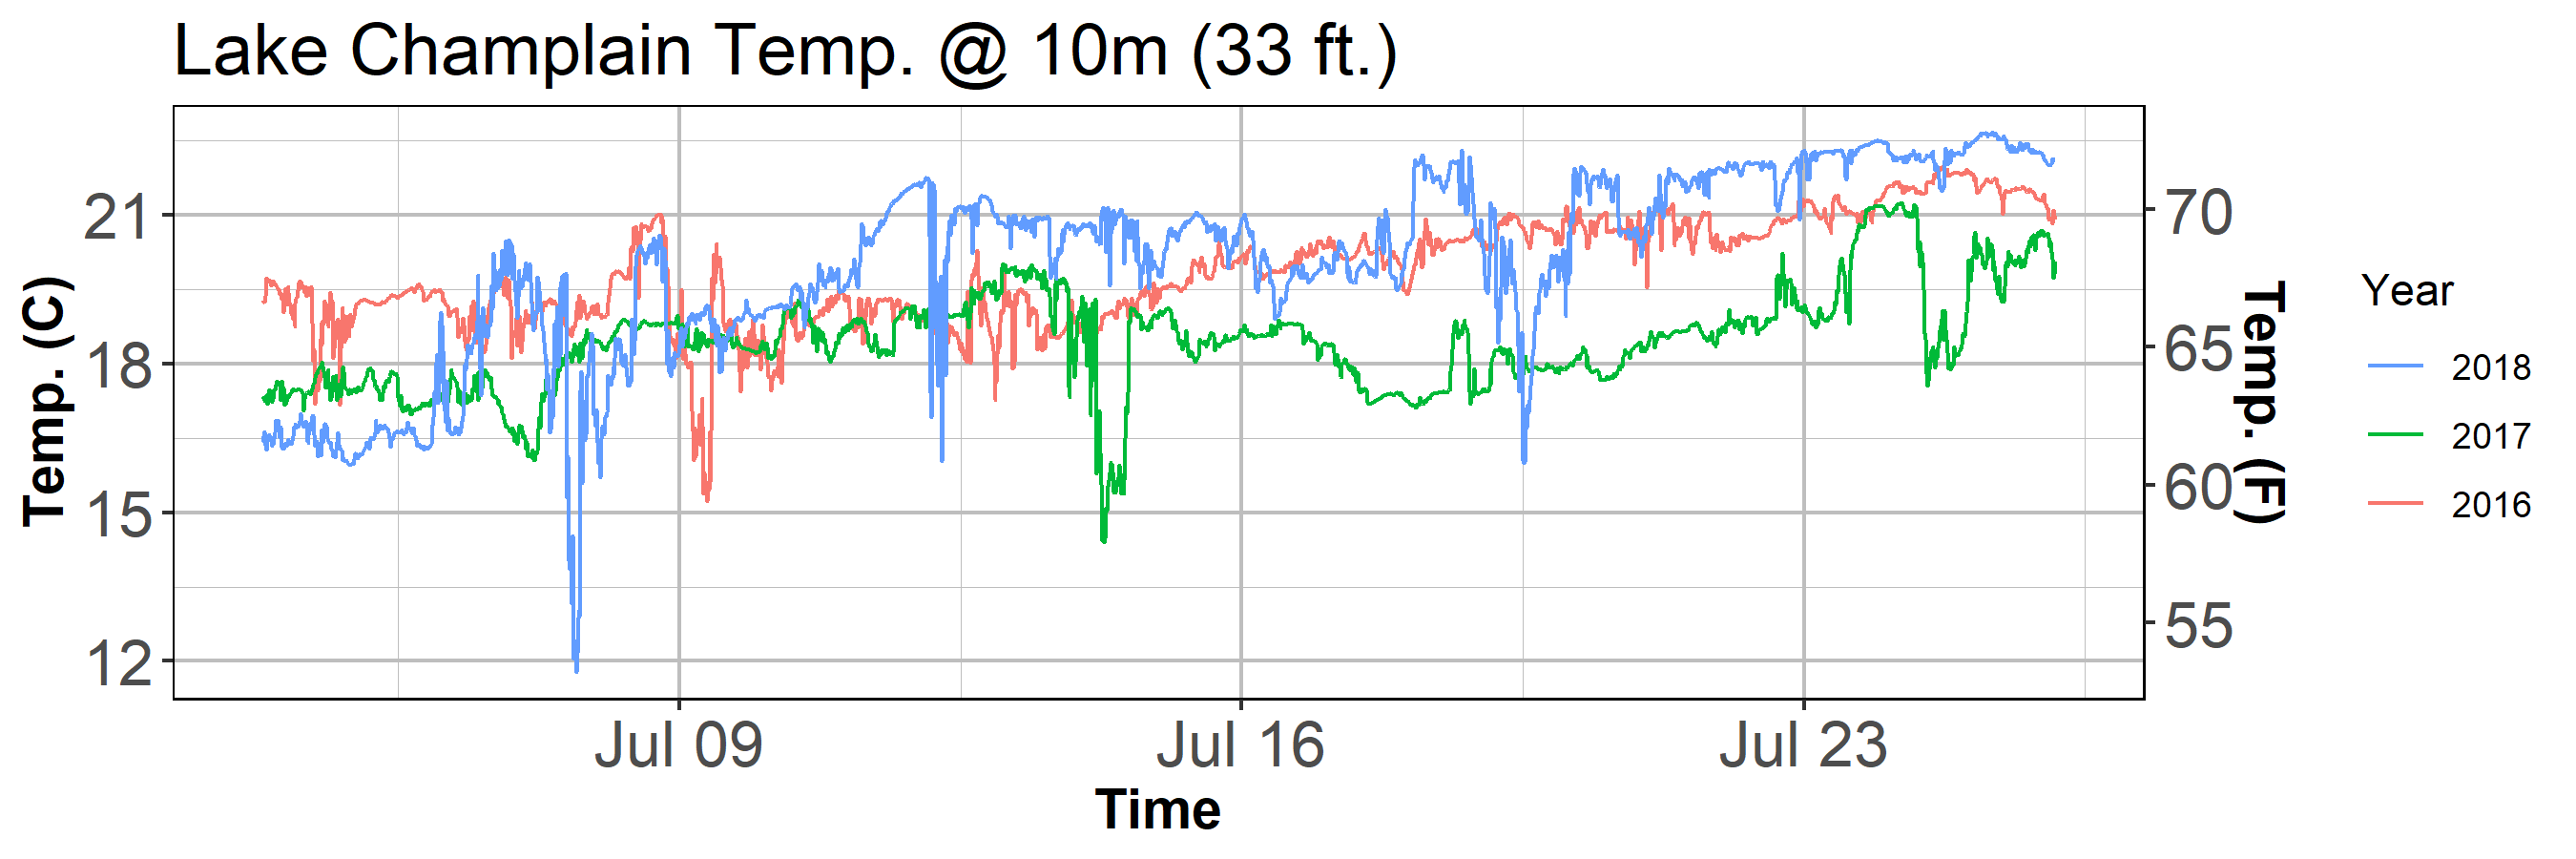 Lake Champlain Temp. @ 10m (33 ft.)
Temp. (C)
21
18
15
12
70
65
60
55
Temp. (F)
Jul 09
Jul 16
Jul 23
Time
Year
2018
2017
2016